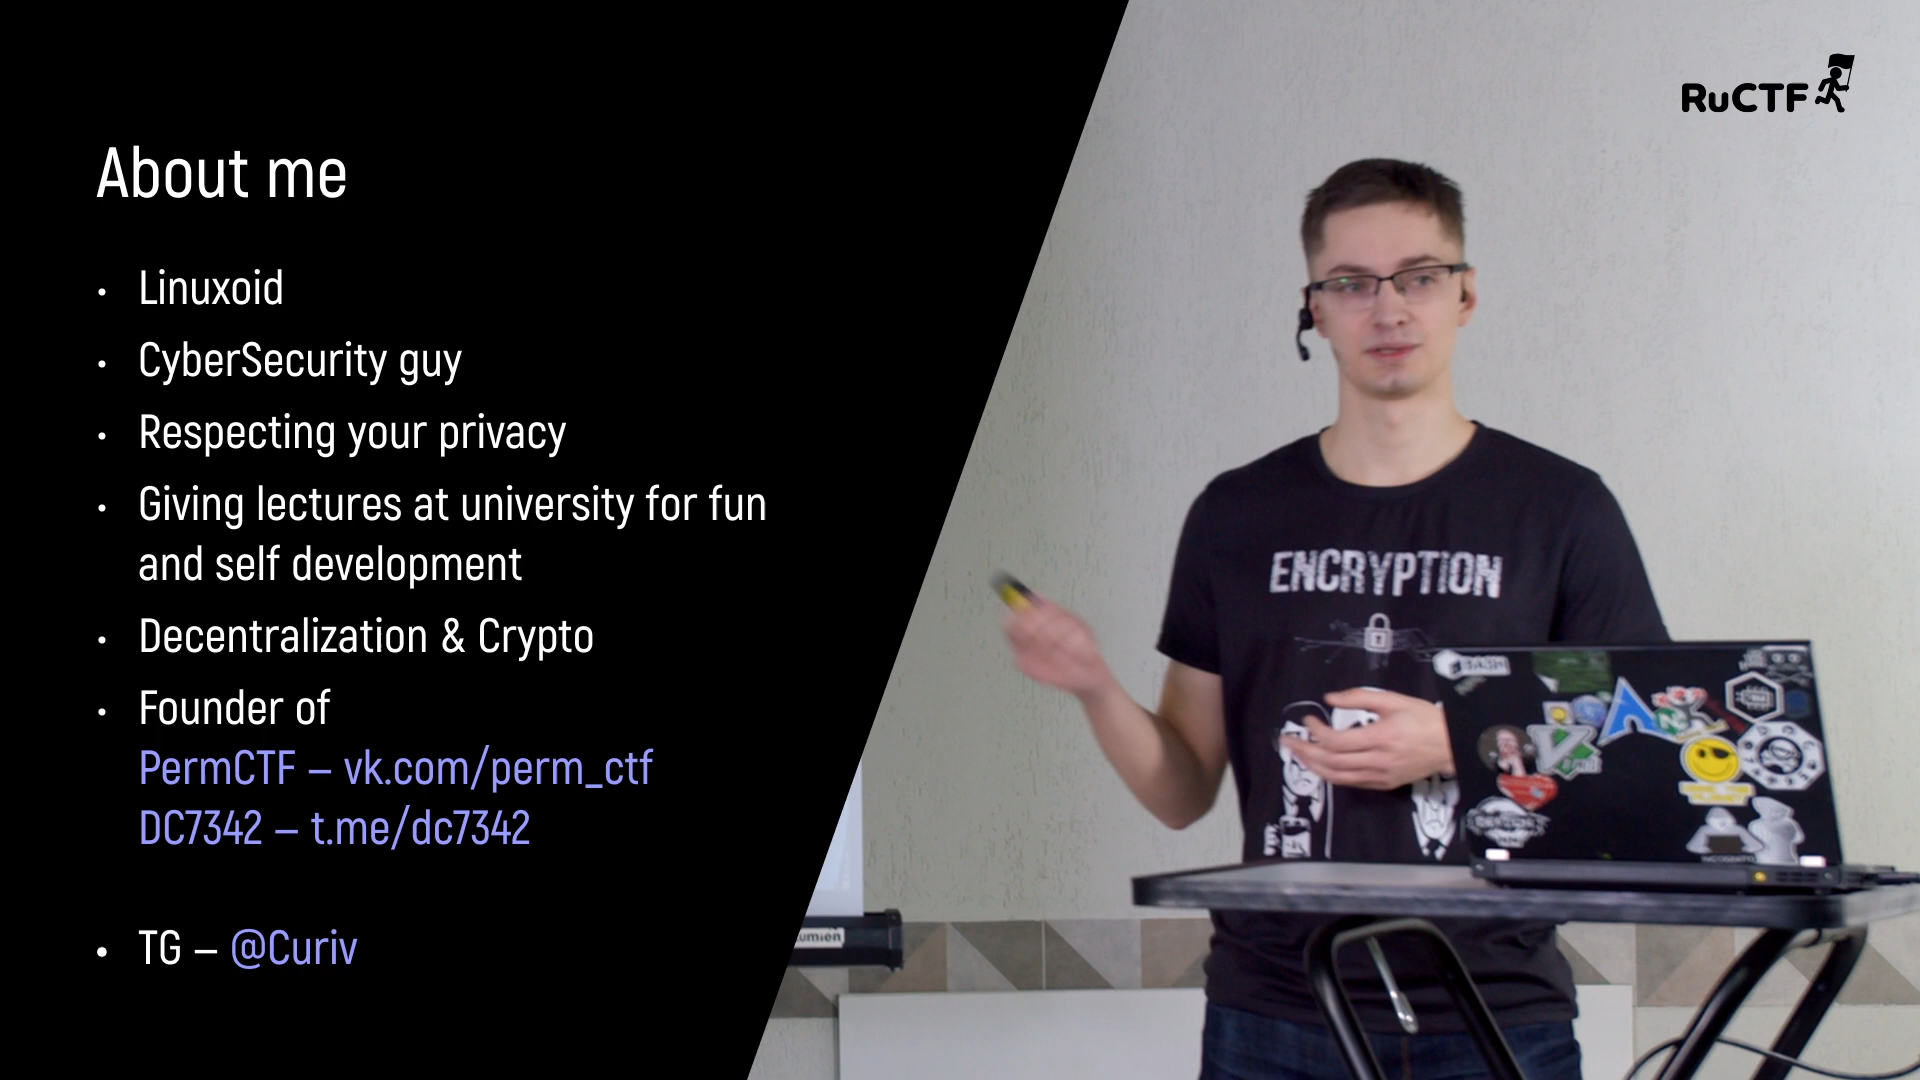 RuCTF
About me
• Linuxoid
• CyberSecurity guy
• Respecting your privacy
• Giving lectures at university for fun
and self development
• Decentralization & Crypto
• Founder of
PermCTF – vk.com/perm_ctf
DC7342 – t.me/dc7342
• TG – @Curiv
ENCRYPTION
BASH